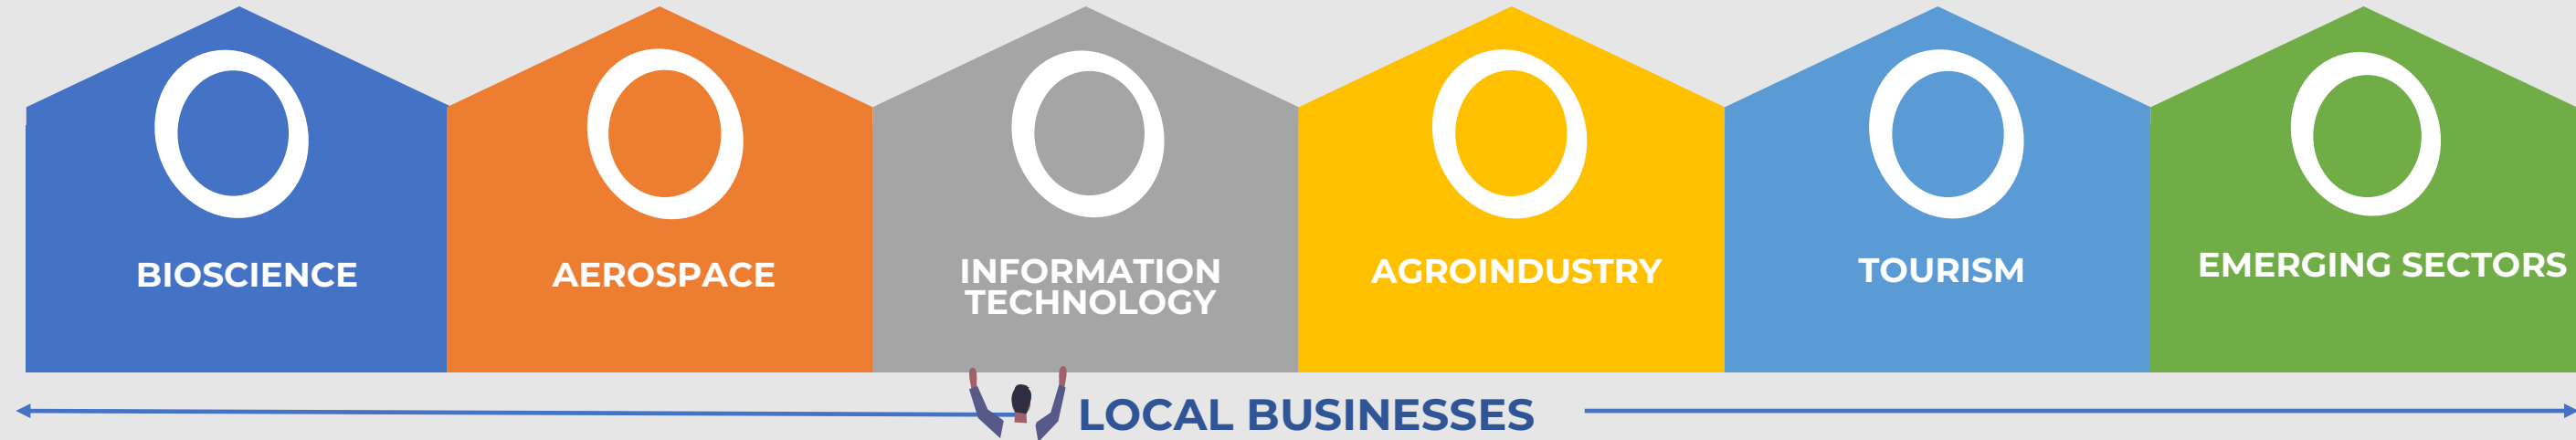 BIOSCIENCE
AEROSPACE
INFORMATION
TECHNOLOGY
AGROINDUSTRY
TOURISM
EMERGING SECTORS
LOCAL BUSINESSES